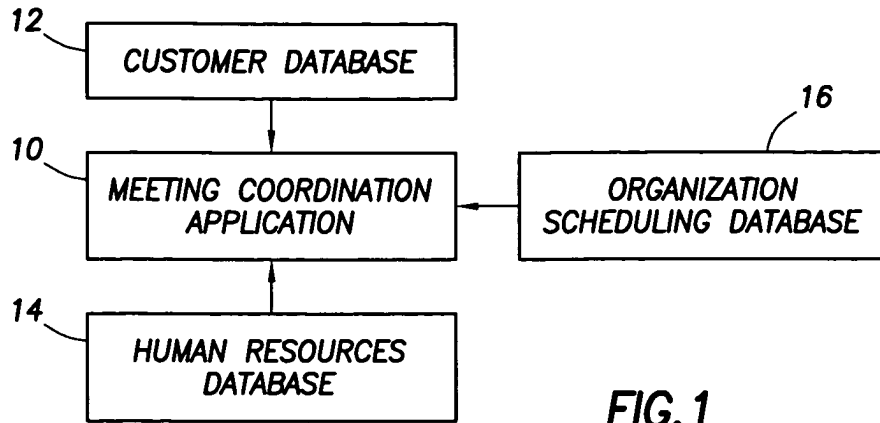 12
CUSTOMER DATABASE
10
MEETING COORDINATION
APPLICATION
16
ORGANIZATION
SCHEDULING DATABASE
14
HUMAN RESOURCES
DATABASE
FIG.1